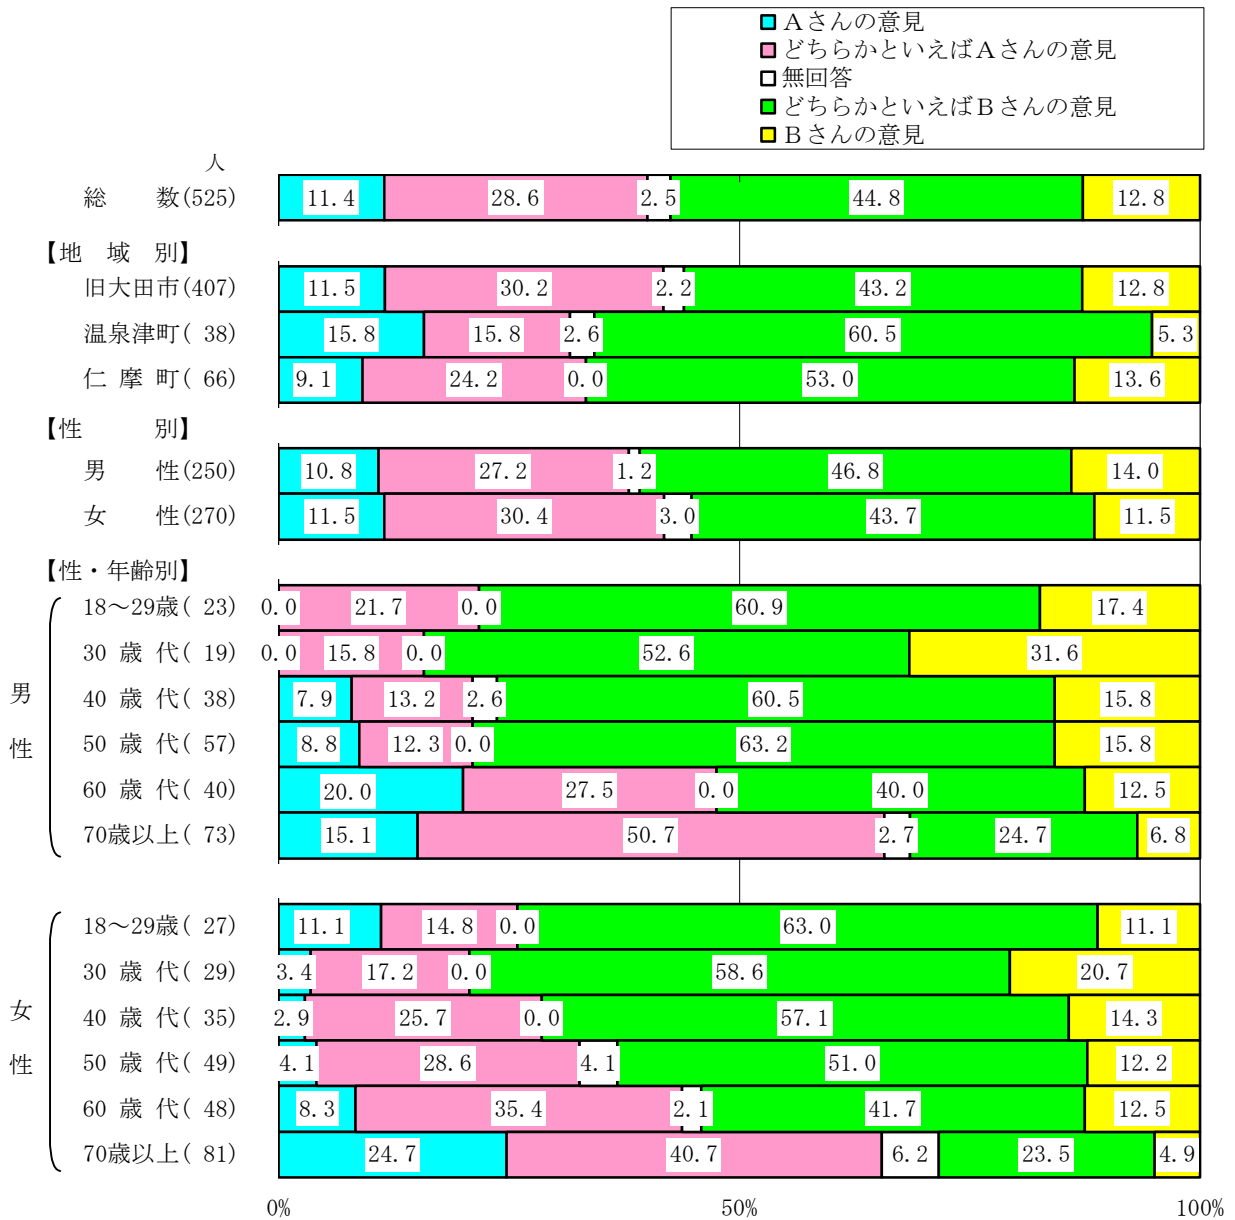 Ａさんの意見
どちらかといえばＡさんの意見
無回答
どちらかといえばＢさんの意見
Ｂさんの意見
人
総　　数(525) 11.4 28.6 2.5 44.8 12.8
【地　域　別】
旧大田市(407) 11.5 30.2 2.2 43.2 12.8
温泉津町( 38) 15.8 15.8 2.6 60.5 5.3
仁 摩 町( 66) 9.1 24.2 0.0 53.0 13.6
【性　　　別】
男　　性(250) 10.8 27.2 1.2 46.8 14.0
女　　性(270) 11.5 30.4 3.0 43.7 11.5
【性・年齢別】
男性
18～29歳( 23) 0.0 21.7 0.0 60.9 17.4
30 歳 代( 19) 0.0 15.8 0.0 52.6 31.6
40 歳 代( 38) 7.9 13.2 2.6 60.5 15.8
50 歳 代( 57) 8.8 12.3 0.0 63.2 15.8
60 歳 代( 40) 20.0 27.5 0.0 40.0 12.5
70歳以上( 73) 15.1 50.7 2.7 24.7 6.8
女性
18～29歳( 27) 11.1 14.8 0.0 63.0 11.1
30 歳 代( 29) 3.4 17.2 0.0 58.6 20.7
40 歳 代( 35) 2.9 25.7 0.0 57.1 14.3
50 歳 代( 49) 4.1 28.6 4.1 51.0 12.2
60 歳 代( 48) 8.3 35.4 2.1 41.7 12.5
70歳以上( 81) 24.7 40.7 6.2 23.5 4.9
0% 50% 100%